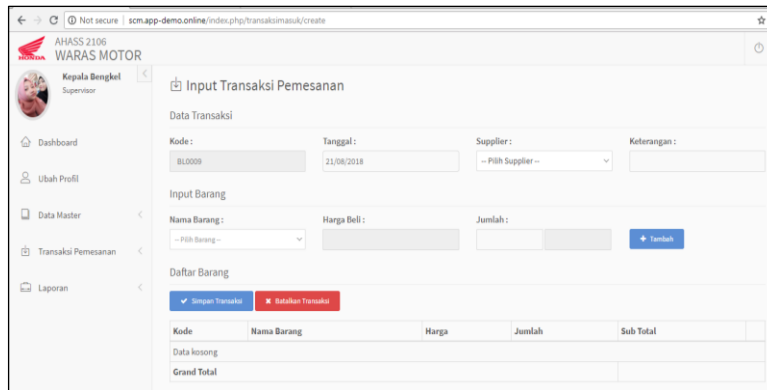 Not secure | scm.app-demo.online/index.php/transaksimasuk/create
HONDA
AHASS 2106
WARAS MOTOR
Kepala Bengkel
Supervisor
Dashboard
Ubah Profil
Data Master
Transaksi Pemesanan
Laporan
Input Transaksi Pemesanan
Data Transaksi
Kode : Tanggal : Supplier : Keterangan :
BL0009 21/08/2018 -- Pilih Supplier --
Input Barang
Nama Barang : Harga Beli : Jumlah :
-- Pilih Barang -- Tambah
Daftar Barang
Simpan Transaksi Batalkan Transaksi
Kode Nama Barang Harga Jumlah Sub Total
Data kosong
Grand Total